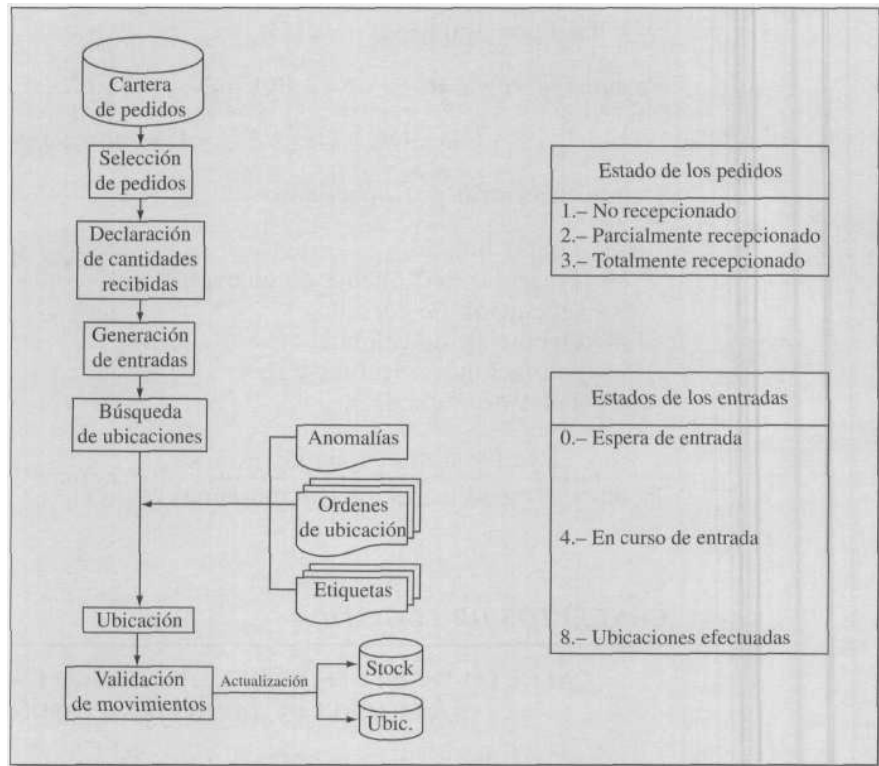 Cartera
de pedidos
Selección
de pedidos
Declaración
de cantidades
recibidas
Generación
de entradas
Búsqueda
de ubicaciones
Anomalías
Ordenes
de ubicación
Etiquetas
Ubicación
Validación
de movimientos
Actualización
Stock
Ubic.
Estado de los pedidos
1.– No recepcionado
2.– Parcialmente recepcionado
3.– Totalmente recepcionado
Estados de los entradas
0.– Espera de entrada
4.– En curso de entrada
8.– Ubicaciones efectuadas